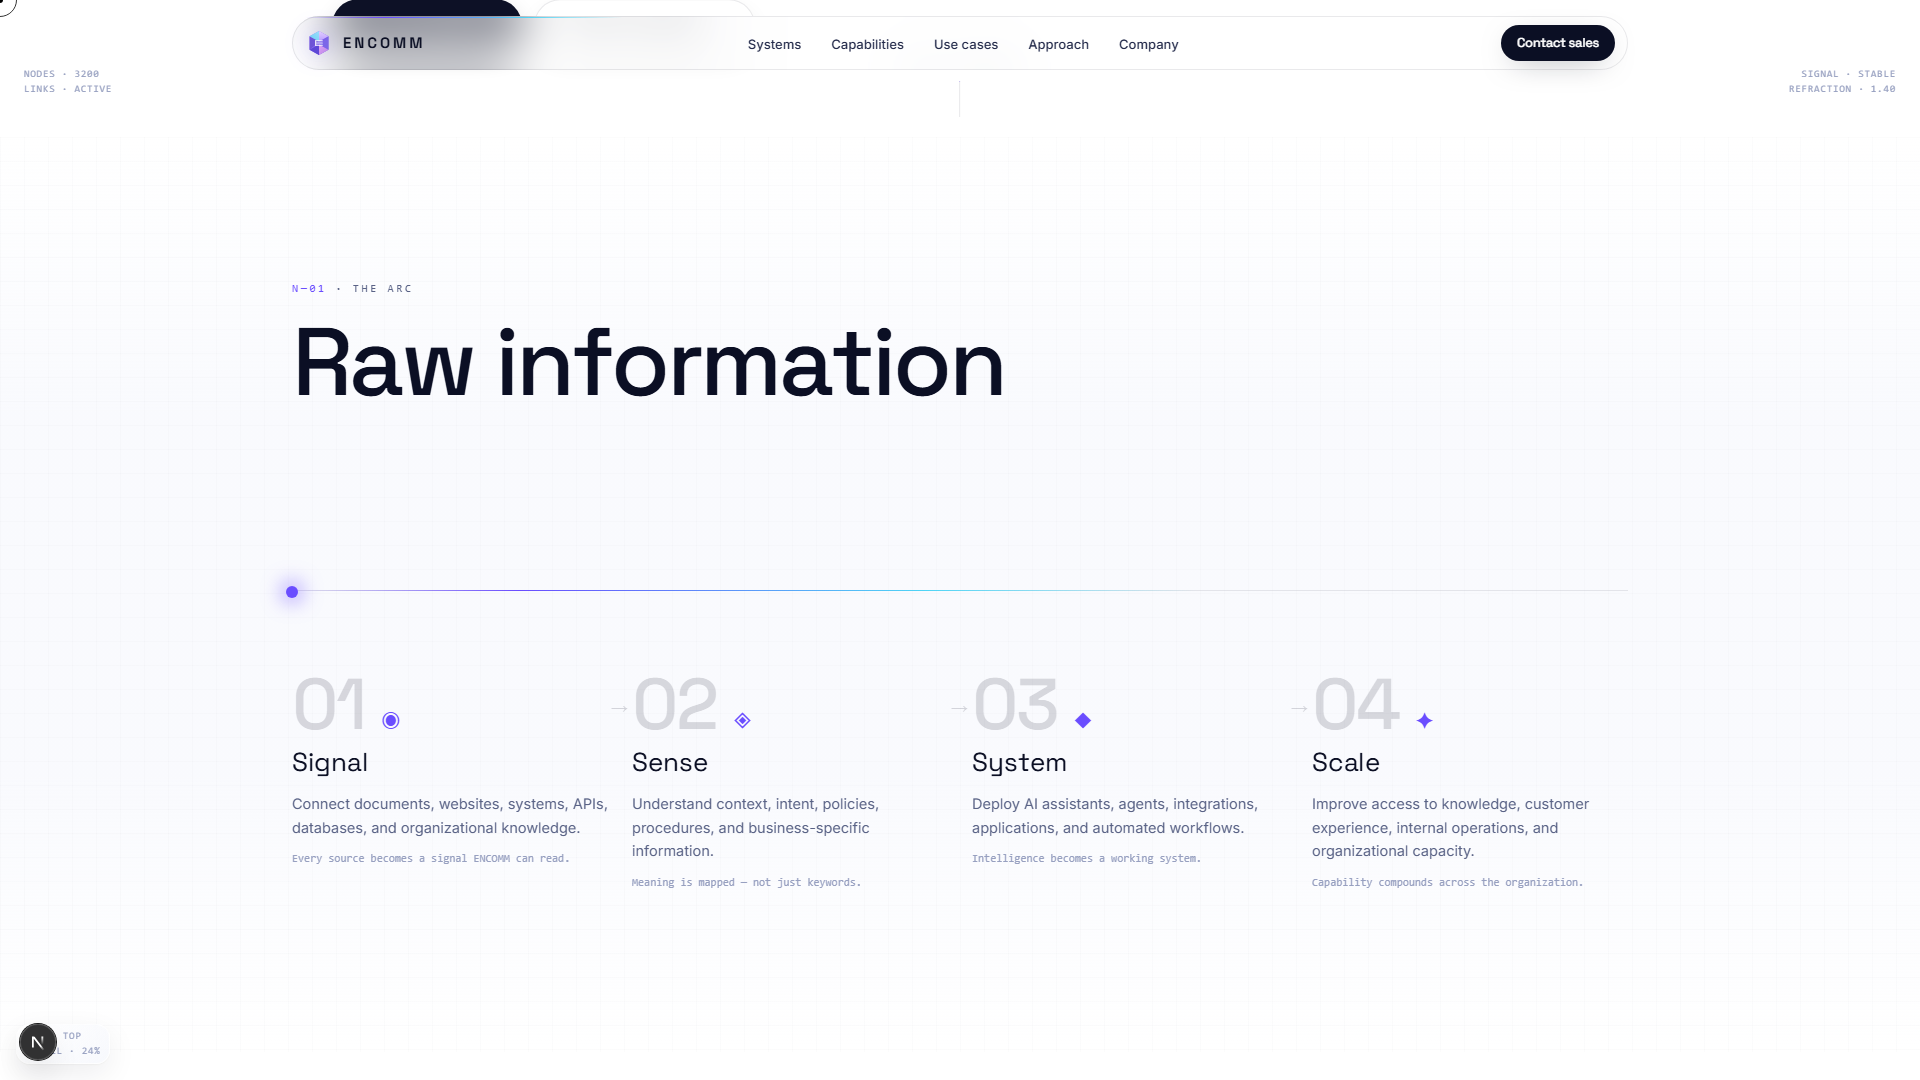 ENCOMM
Systems
Capabilities
Use cases
Approach
Company
Contact sales
NODES · 3200
LINKS · ACTIVE
SIGNAL · STABLE
REFRACTION · 1.40
N—01 · THE ARC
Raw information
01
Signal
Connect documents, websites, systems, APIs,
databases, and organizational knowledge.
Every source becomes a signal ENCOMM can read.
→
02
Sense
Understand context, intent, policies,
procedures, and business-specific
information.
Meaning is mapped — not just keywords.
→
03
System
Deploy AI assistants, agents, integrations,
applications, and automated workflows.
Intelligence becomes a working system.
→
04
Scale
Improve access to knowledge, customer
experience, internal operations, and
organizational capacity.
Capability compounds across the organization.
N
TOP
L · 24%